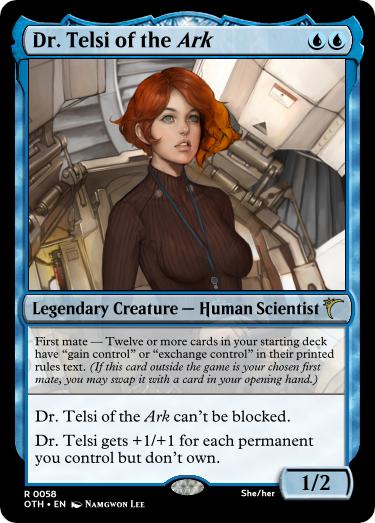 Dr. Telsi of the Ark
Legendary Creature — Human Scientist
First mate — Twelve or more cards in your starting deck
have “gain control” or “exchange control” in their printed
rules text. (If this card outside the game is your chosen first
mate, you may swap it with a card in your opening hand.)
Dr. Telsi of the Ark can’t be blocked.
Dr. Telsi gets +1/+1 for each permanent
you control but don’t own.
1/2
R 0058
OTH • EN Namgwon Lee
She/her